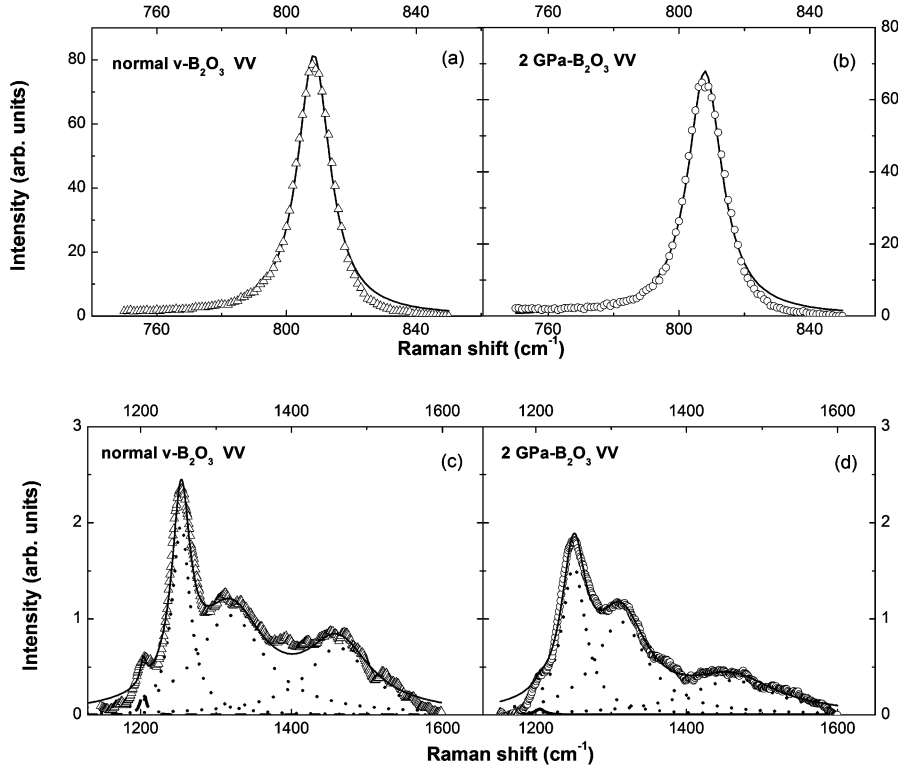 760 800 840 760 800 840
80 80
60 60
40 40
20 20
0 0
normal v-B₂O₃ VV (a)
2 GPa-B₂O₃ VV (b)
Intensity (arb. units)
760 800 840 760 800 840
Raman shift (cm⁻¹)
1200 1400 1600 1200 1400 1600
3 3
2 2
1 1
0 0
normal v-B₂O₃ VV (c)
2 GPa-B₂O₃ VV (d)
Intensity (arb. units)
1200 1400 1600 1200 1400 1600
Raman shift (cm⁻¹)